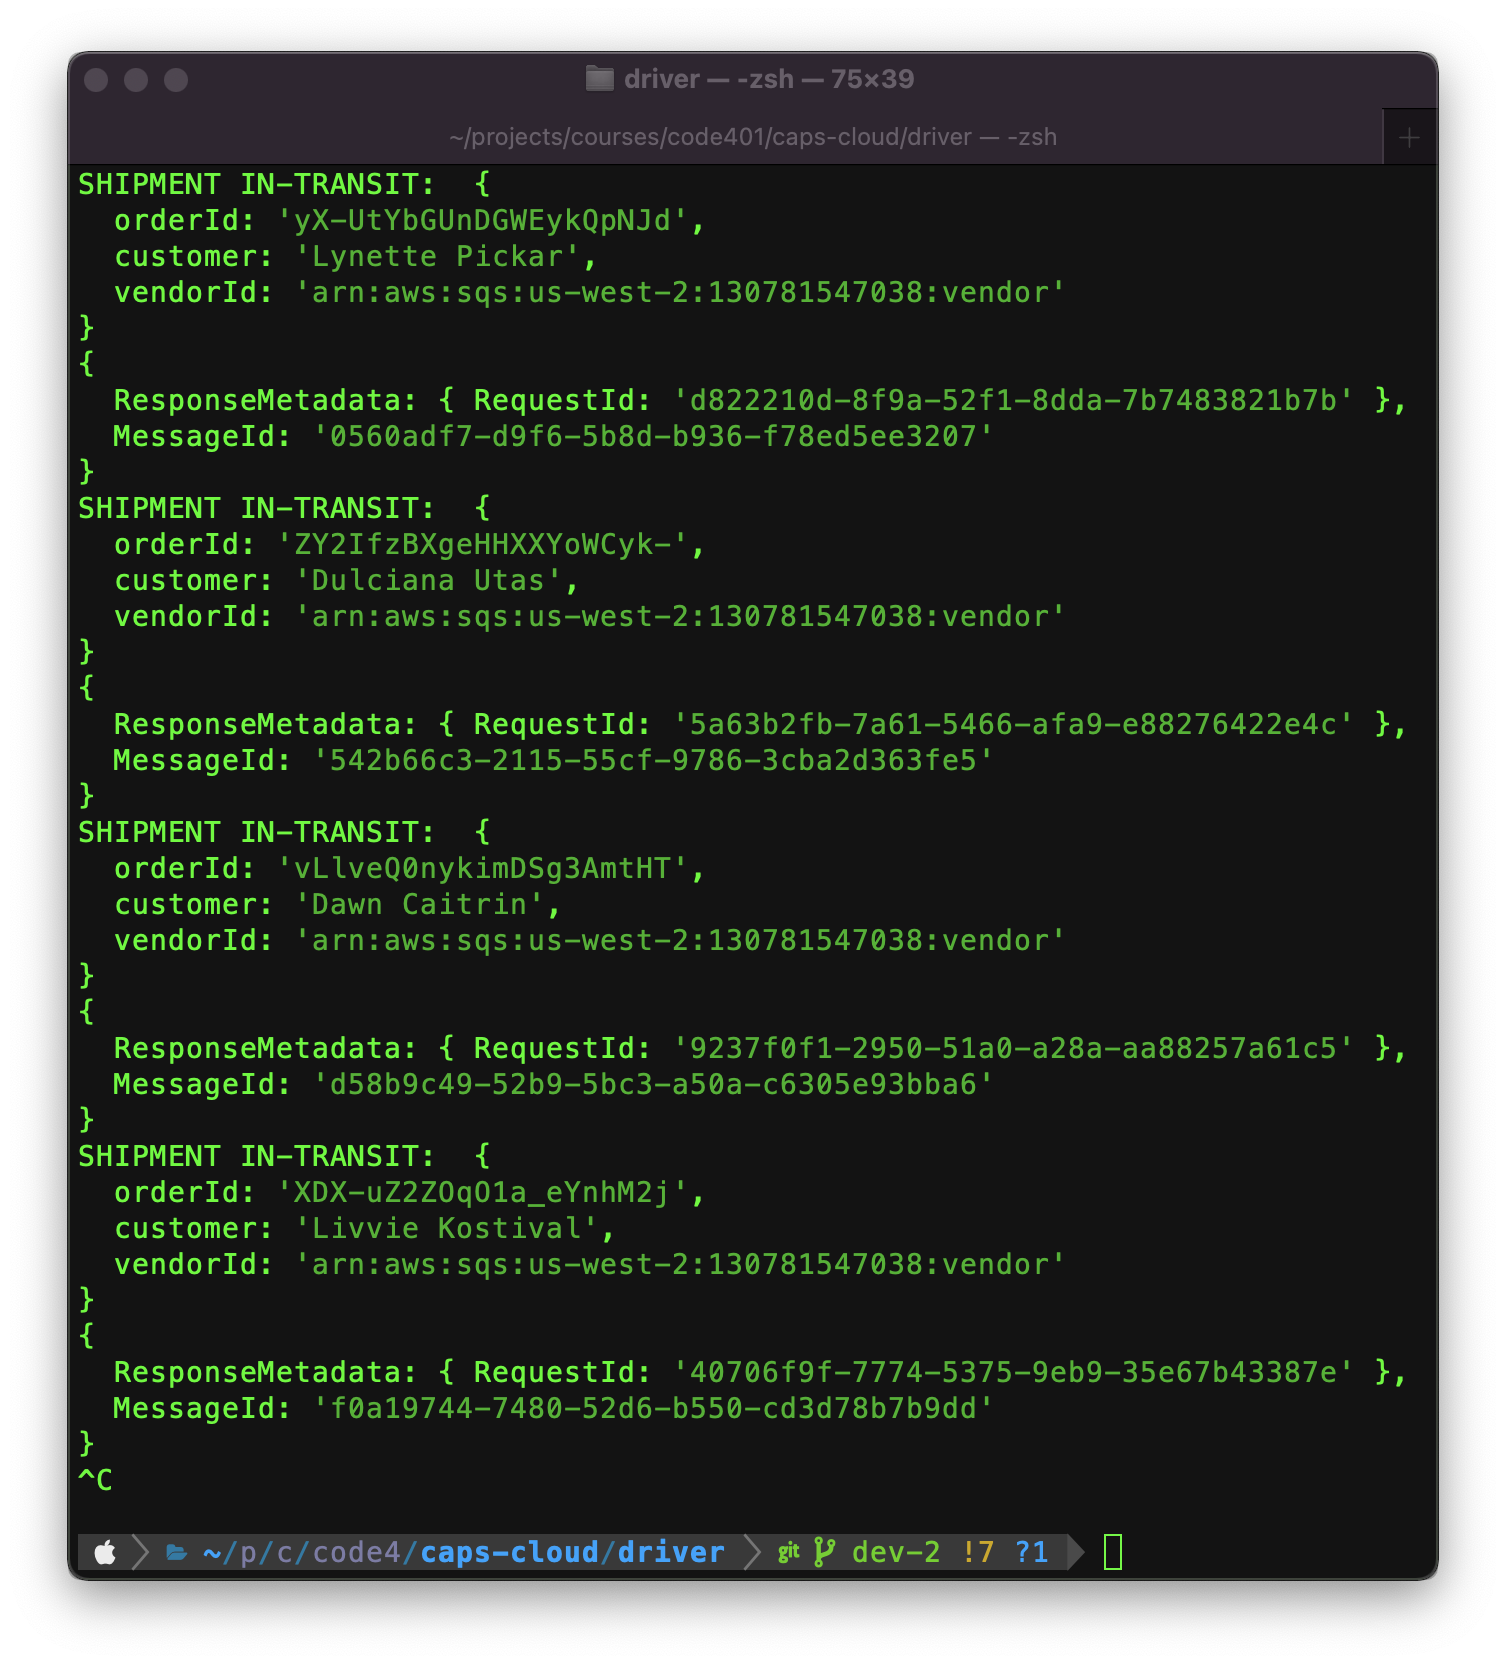 driver — -zsh — 75×39
~/projects/courses/code401/caps-cloud/driver — -zsh
SHIPMENT IN-TRANSIT:  {
  orderId: 'yX-UtYbGUnDGWEykQpNJd',
  customer: 'Lynette Pickar',
  vendorId: 'arn:aws:sqs:us-west-2:130781547038:vendor'
}
{
  ResponseMetadata: { RequestId: 'd822210d-8f9a-52f1-8dda-7b7483821b7b' },
  MessageId: '0560adf7-d9f6-5b8d-b936-f78ed5ee3207'
}
SHIPMENT IN-TRANSIT:  {
  orderId: 'ZY2IfzBXgeHHXXYoWCyk-',
  customer: 'Dulciana Utas',
  vendorId: 'arn:aws:sqs:us-west-2:130781547038:vendor'
}
{
  ResponseMetadata: { RequestId: '5a63b2fb-7a61-5466-afa9-e88276422e4c' },
  MessageId: '542b66c3-2115-55cf-9786-3cba2d363fe5'
}
SHIPMENT IN-TRANSIT:  {
  orderId: 'vLlveQ0nykimDSg3AmtHT',
  customer: 'Dawn Caitrin',
  vendorId: 'arn:aws:sqs:us-west-2:130781547038:vendor'
}
{
  ResponseMetadata: { RequestId: '9237f0f1-2950-51a0-a28a-aa88257a61c5' },
  MessageId: 'd58b9c49-52b9-5bc3-a50a-c6305e93bba6'
}
SHIPMENT IN-TRANSIT:  {
  orderId: 'XDX-uZ2ZOqO1a_eYnhM2j',
  customer: 'Livvie Kostival',
  vendorId: 'arn:aws:sqs:us-west-2:130781547038:vendor'
}
{
  ResponseMetadata: { RequestId: '40706f9f-7774-5375-9eb9-35e67b43387e' },
  MessageId: 'f0a19744-7480-52d6-b550-cd3d78b7b9dd'
}
^C
~/p/c/code4/caps-cloud/driver git dev-2 !7 ?1